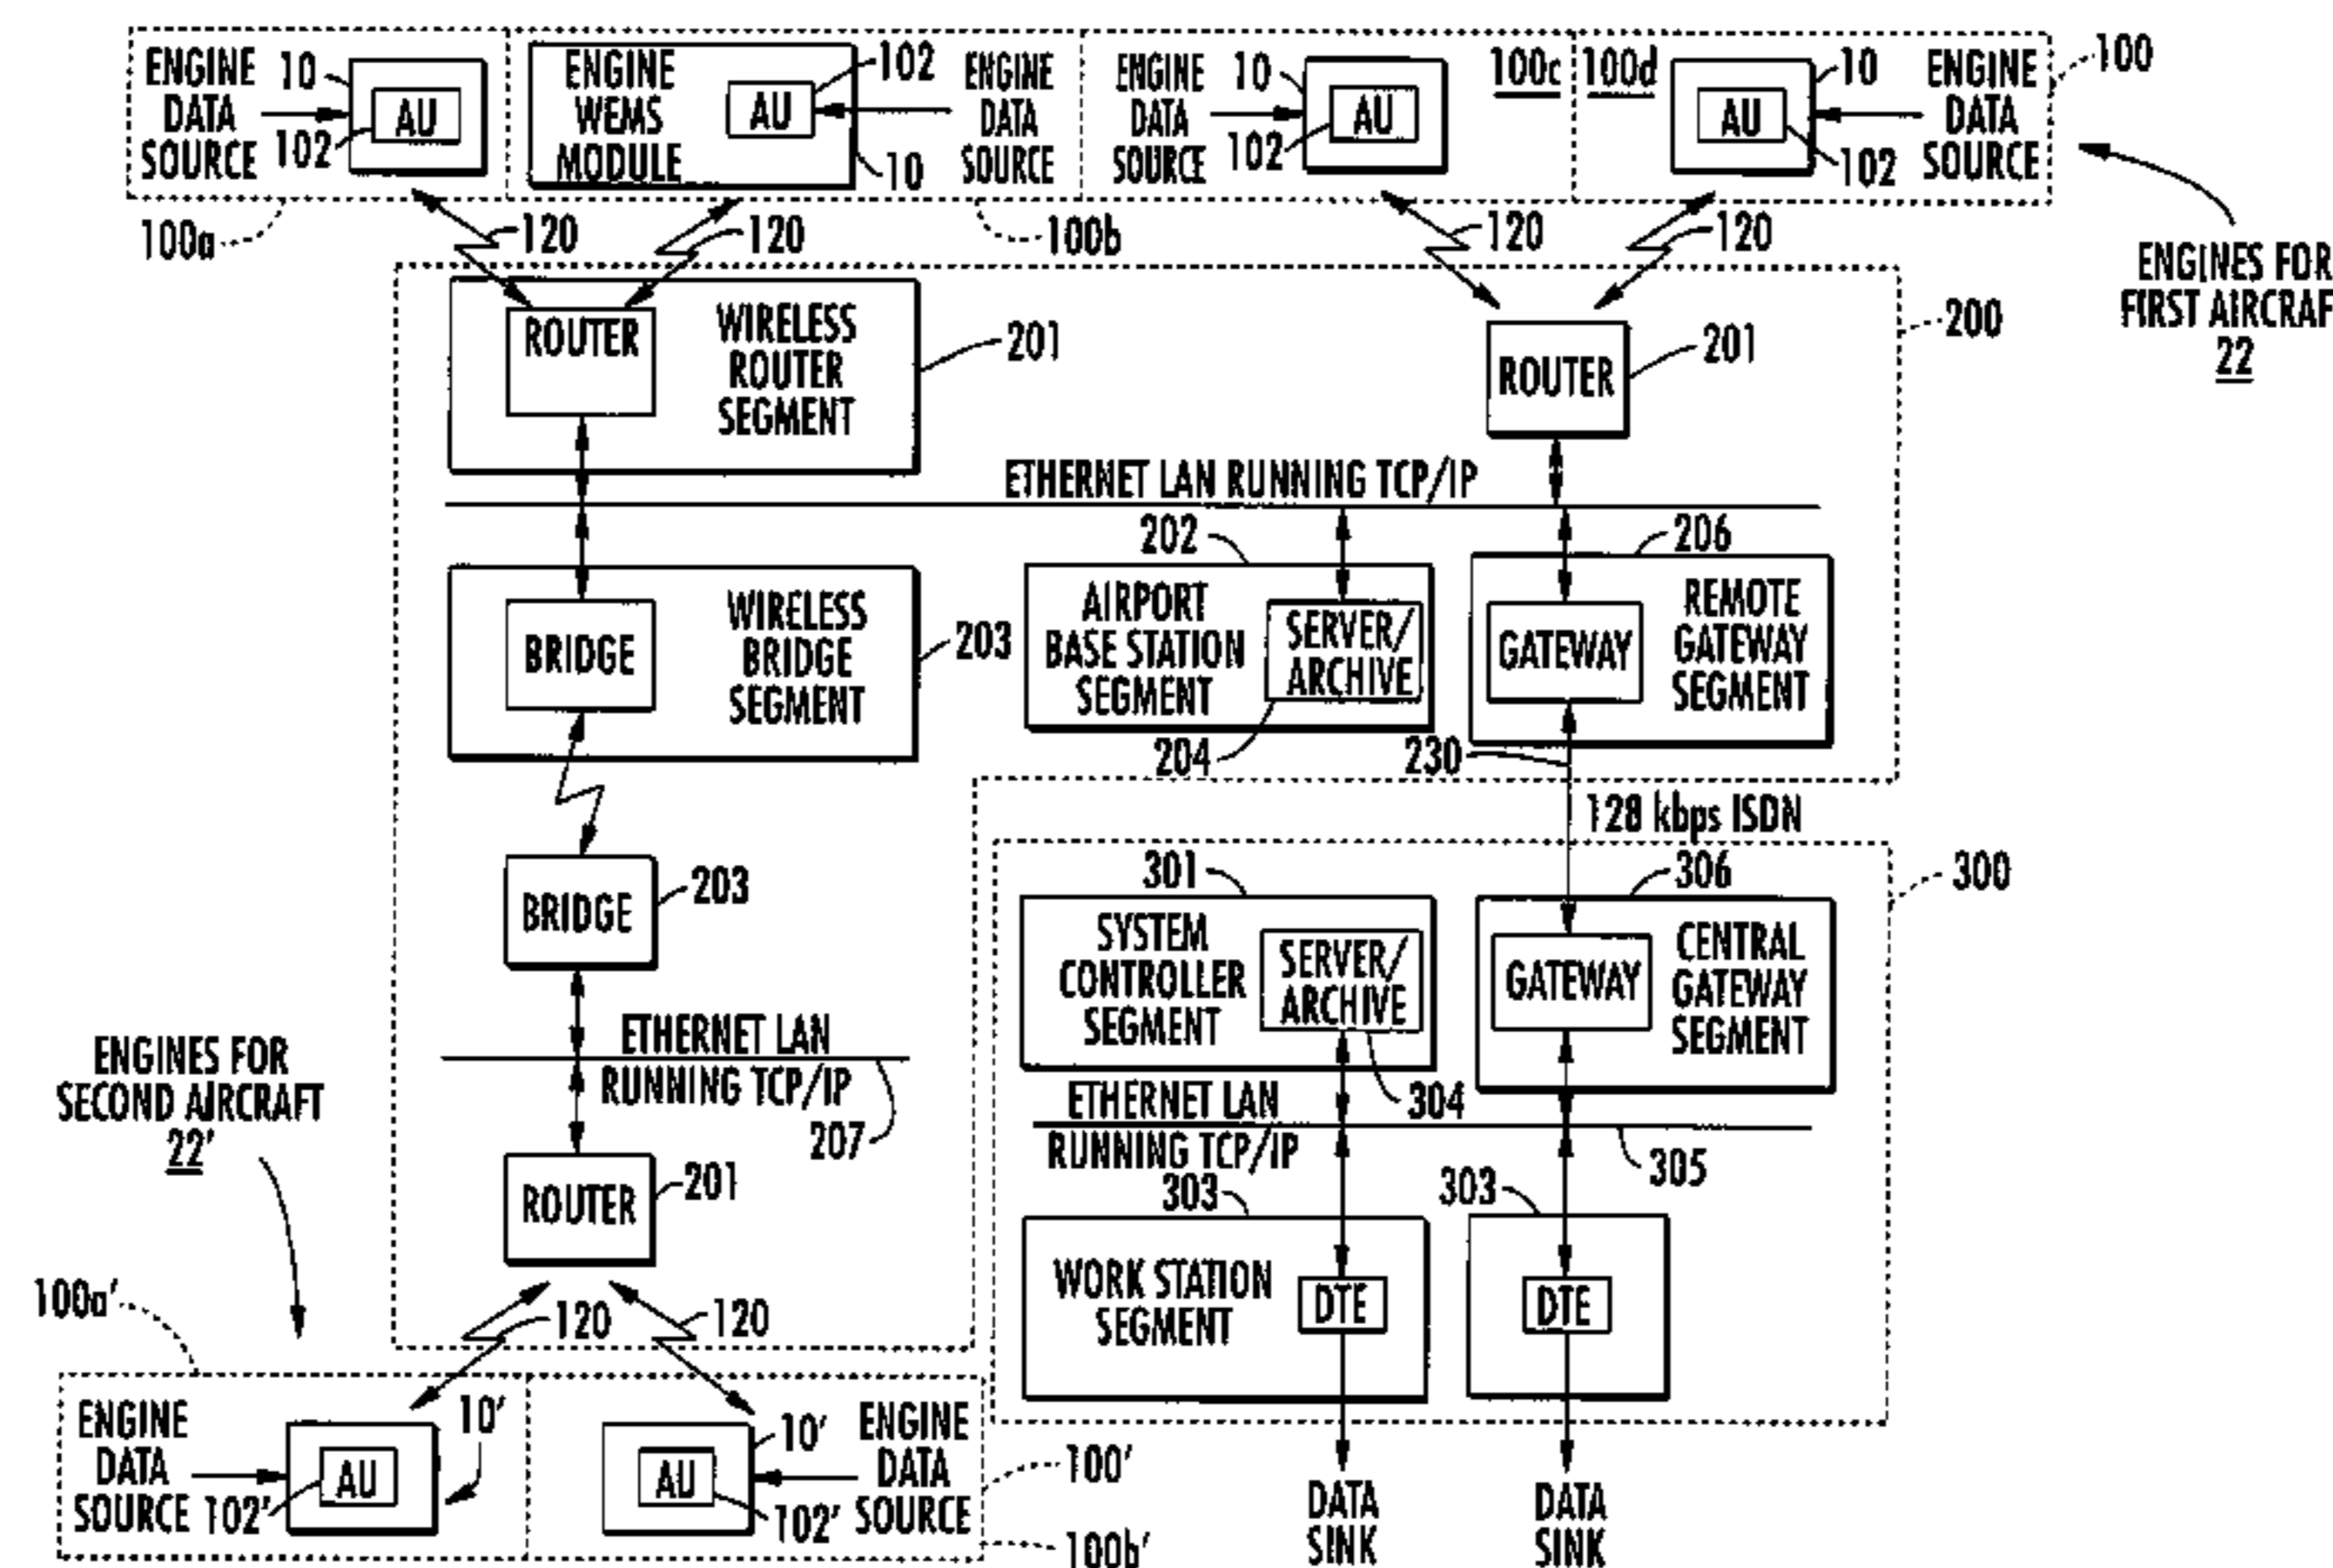 ENGINE
DATA
SOURCE
10
102
AU
100a
ENGINE
WEMS
MODULE
AU
102
10
ENGINE
DATA
SOURCE
100b
ENGINE
DATA
SOURCE
10
102
AU
100c
100d
AU
10
102
ENGINE
DATA
SOURCE
100
120
120
120
120
ENGINES FOR
FIRST AIRCRAF
22
200
ROUTER
WIRELESS
ROUTER
SEGMENT
201
ROUTER
201
ETHERNET LAN RUNNING TCP/IP
BRIDGE
WIRELESS
BRIDGE
SEGMENT
203
202
AIRPORT
BASE STATION
SEGMENT
SERVER/
ARCHIVE
204
206
GATEWAY
REMOTE
GATEWAY
SEGMENT
230
128 kbps ISDN
BRIDGE
203
301
SYSTEM
CONTROLLER
SEGMENT
SERVER/
ARCHIVE
304
306
GATEWAY
CENTRAL
GATEWAY
SEGMENT
300
ETHERNET LAN
RUNNING TCP/IP
207
ETHERNET LAN
RUNNING TCP/IP
305
ENGINES FOR
SECOND AIRCRAFT
22'
ROUTER
201
303
WORK STATION
SEGMENT
DTE
303
DTE
100a'
120
120
ENGINE
DATA
SOURCE
102'
AU
10'
AU
10'
102'
ENGINE
DATA
SOURCE
100'
100b'
DATA
SINK
DATA
SINK